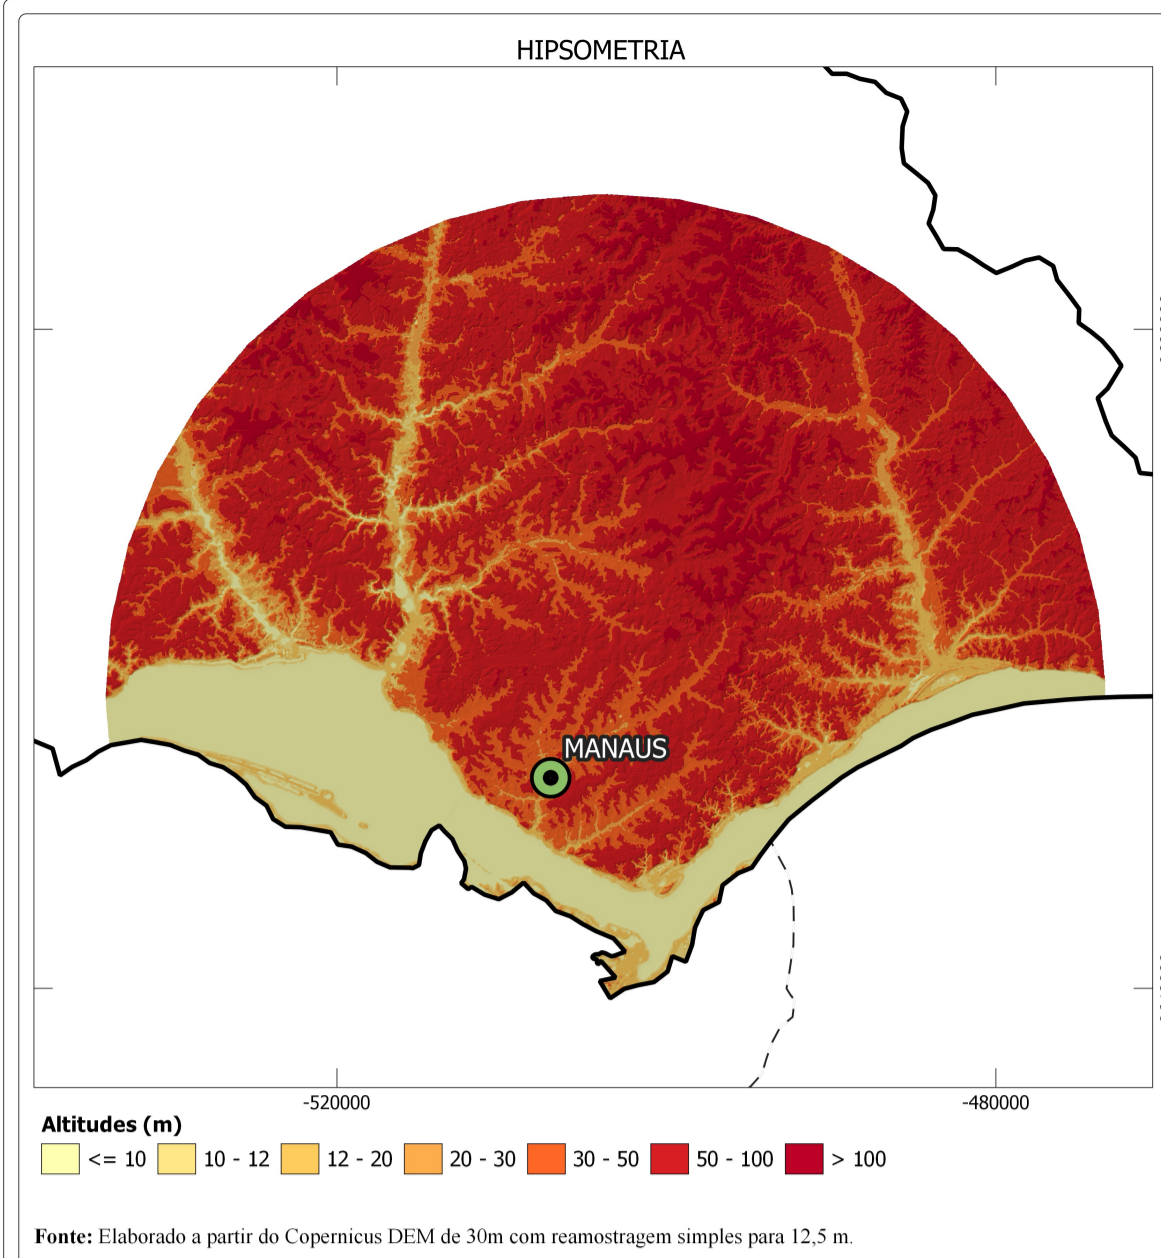 HIPSOMETRIA
MANAUS
-520000
-480000
Altitudes (m)
<= 10
10 - 12
12 - 20
20 - 30
30 - 50
50 - 100
> 100
Fonte: Elaborado a partir do Copernicus DEM de 30m com reamostragem simples para 12,5 m.